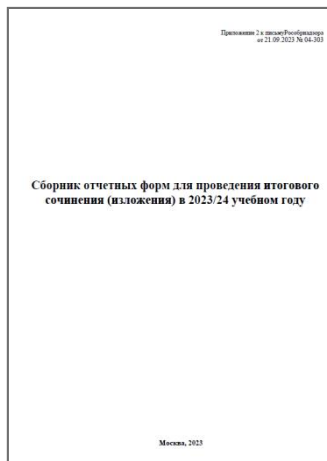 Приложение 2 к письму Рособрнадзора
от 21.09.2023 № 04-303
Сборник отчетных форм для проведения итогового
сочинения (изложения) в 2023/24 учебном году
Москва, 2023